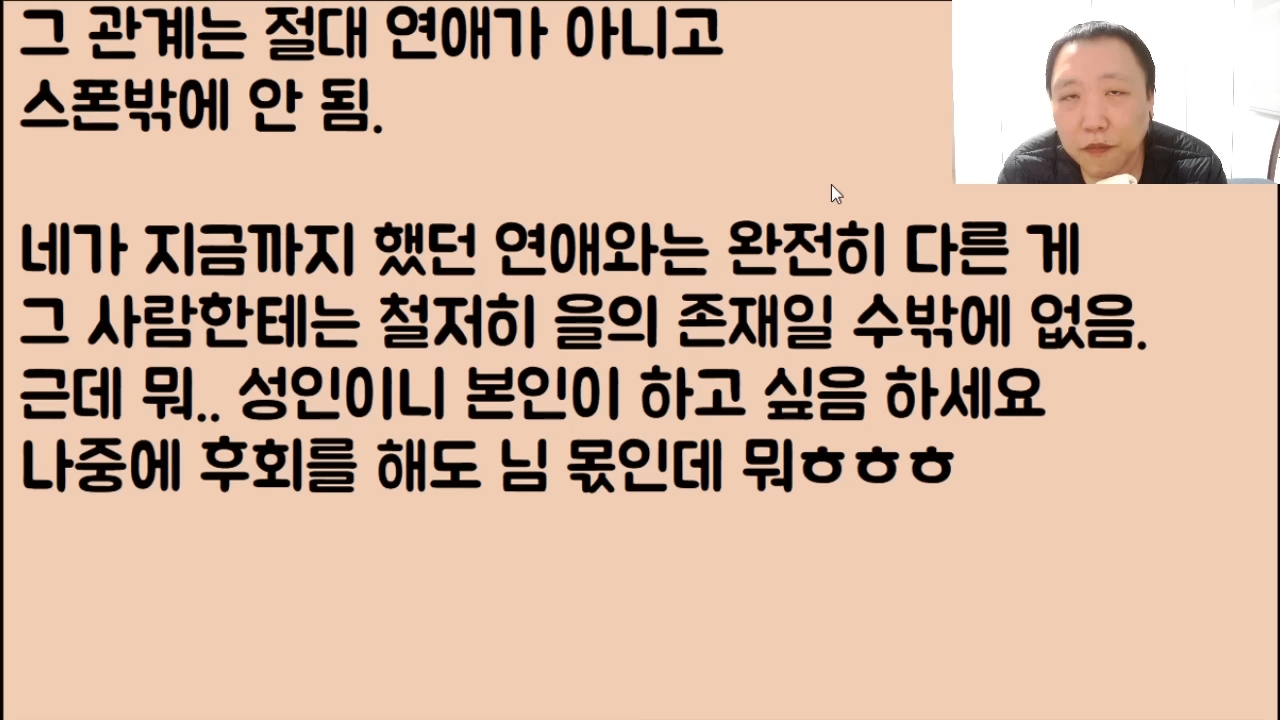 그 관계는 절대 연애가 아니고
스폰밖에 안 됨.
네가 지금까지 했던 연애와는 완전히 다른 게
그 사람한테는 철저히 을의 존재일 수밖에 없음.
근데 뭐.. 성인이니 본인이 하고 싶음 하세요
나중에 후회를 해도 님 몫인데 뭐ㅎㅎㅎ